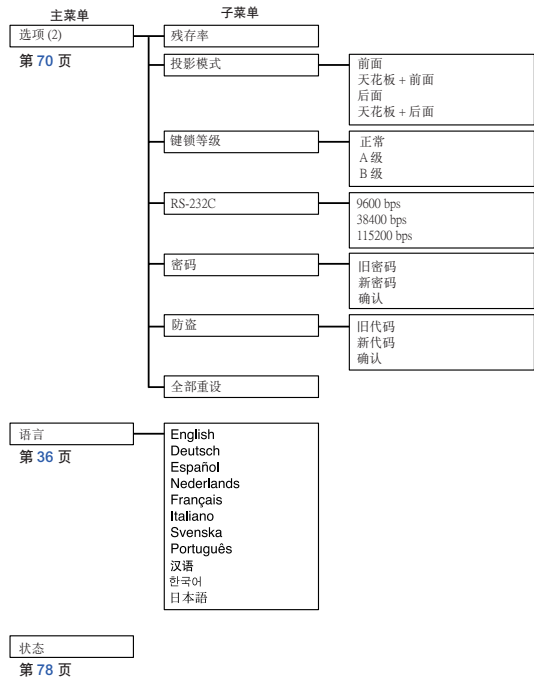 主菜单
子菜单
选项 (2)
第 70 页
残存率
投影模式
前面
天花板 + 前面
后面
天花板 + 后面
键锁等级
正常
A 级
B 级
RS-232C
9600 bps
38400 bps
115200 bps
密码
旧密码
新密码
确认
防盗
旧代码
新代码
确认
全部重设
语言
第 36 页
English
Deutsch
Español
Nederlands
Français
Italiano
Svenska
Português
汉语
한국어
日本語
状态
第 78 页